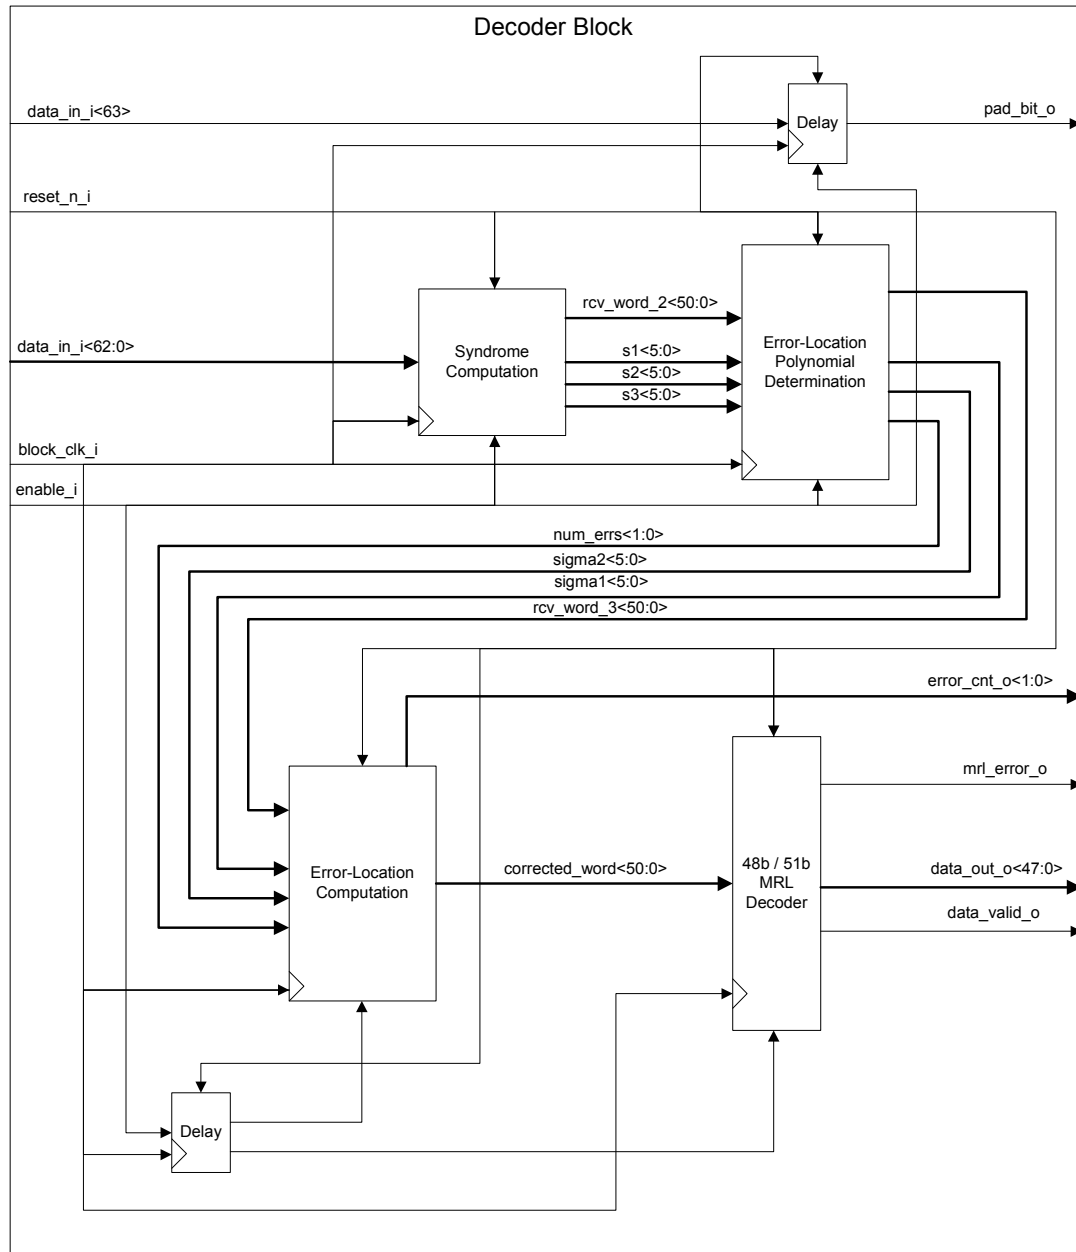 Decoder Block
data_in_i<63>
Delay
pad_bit_o
reset_n_i
rcv_word_2<50:0>
data_in_i<62:0>
Syndrome
Computation
s1<5:0>
s2<5:0>
s3<5:0>
Error-Location
Polynomial
Determination
block_clk_i
enable_i
num_errs<1:0>
sigma2<5:0>
sigma1<5:0>
rcv_word_3<50:0>
error_cnt_o<1:0>
mrl_error_o
Error-Location
Computation
corrected_word<50:0>
48b / 51b
MRL
Decoder
data_out_o<47:0>
data_valid_o
Delay